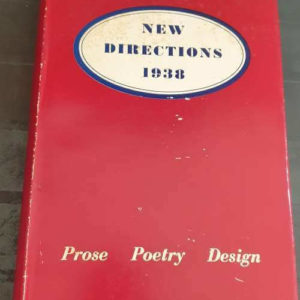 NEW
DIRECTIONS
1938
Prose Poetry Design